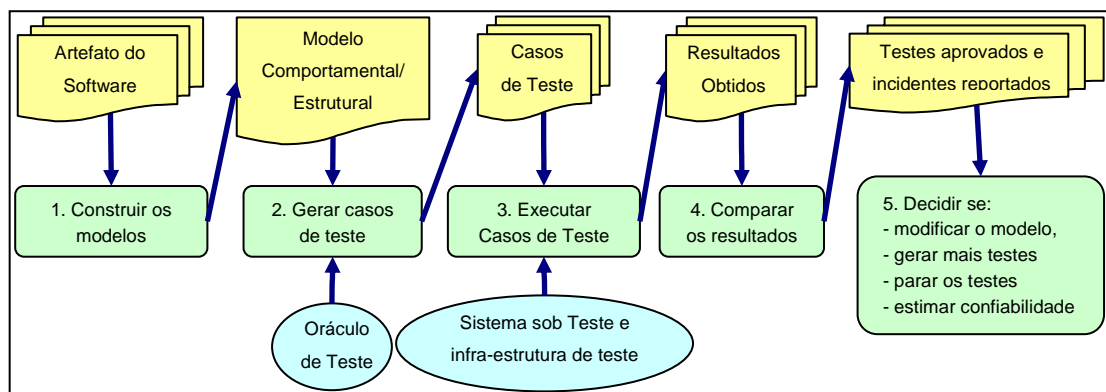 Artefato do
Software
Modelo
Comportamental/
Estrutural
Casos
de Teste
Resultados
Obtidos
Testes aprovados e
incidentes reportados
1. Construir os
modelos
2. Gerar casos
de teste
3. Executar
Casos de Teste
4. Comparar
os resultados
5. Decidir se:
- modificar o modelo,
- gerar mais testes
- parar os testes
- estimar confiabilidade
Oráculo
de Teste
Sistema sob Teste e
infra-estrutura de teste